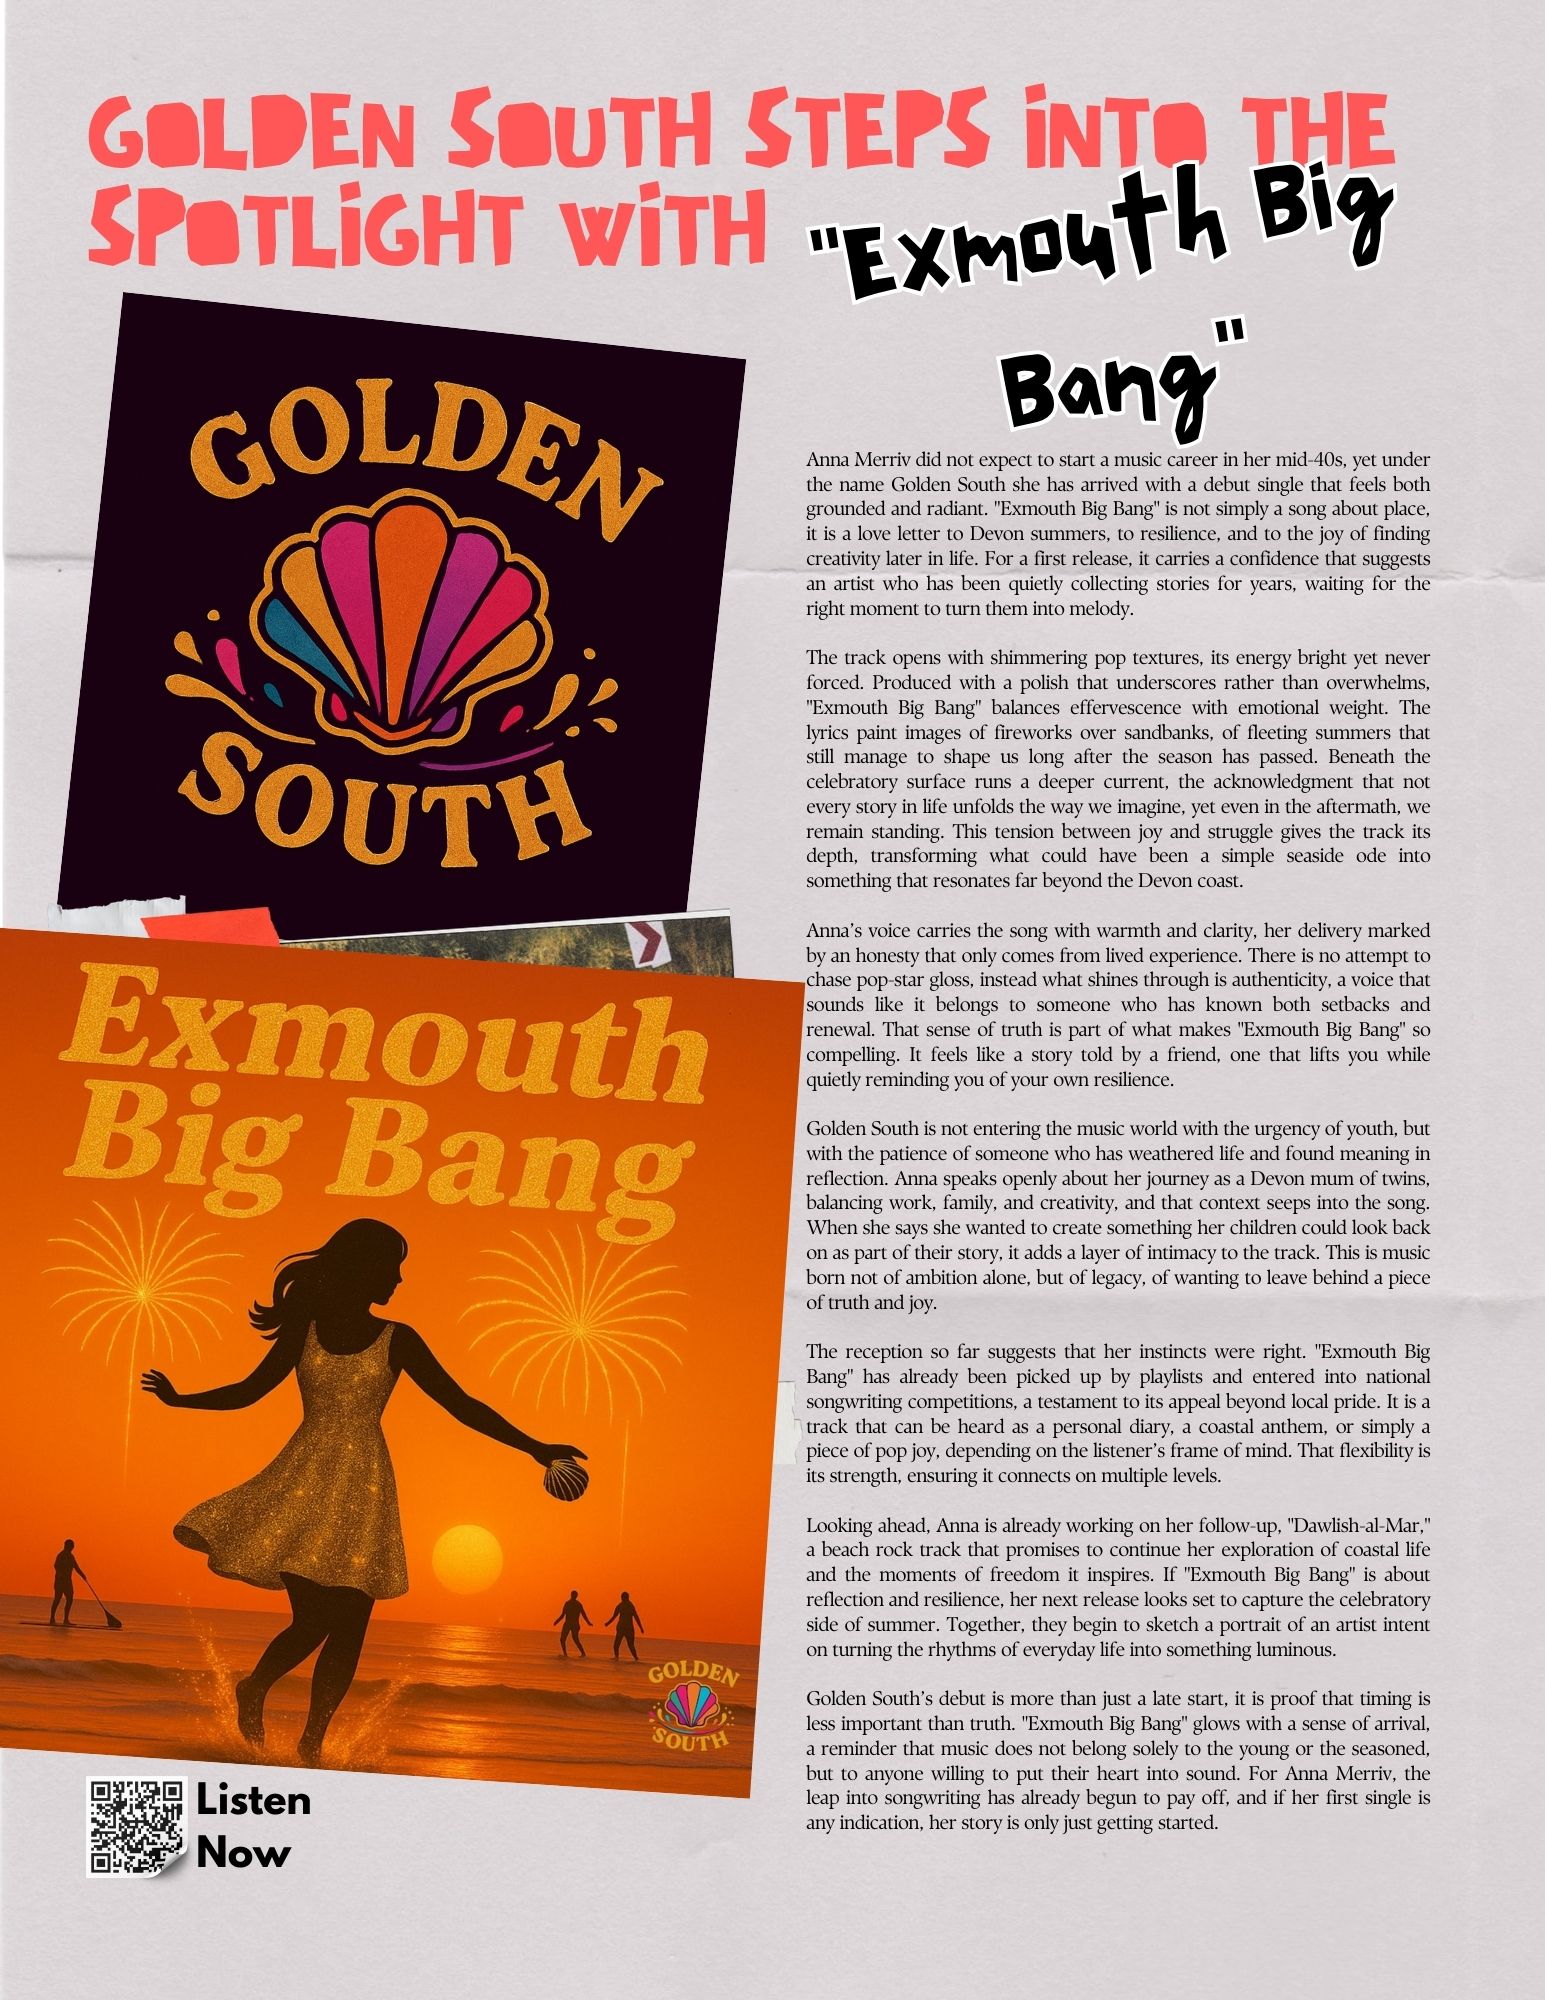 GOLDEN SOUTH STEPS INTO THE
SPOTLIGHT WITH
"Exmouth Big
Bang"
GOLDEN
SOUTH
Anna Merriv did not expect to start a music career in her mid-40s, yet under
the name Golden South she has arrived with a debut single that feels both
grounded and radiant. "Exmouth Big Bang" is not simply a song about place,
it is a love letter to Devon summers, to resilience, and to the joy of finding
creativity later in life. For a first release, it carries a confidence that suggests
an artist who has been quietly collecting stories for years, waiting for the
right moment to turn them into melody.
The track opens with shimmering pop textures, its energy bright yet never
forced. Produced with a polish that underscores rather than overwhelms,
"Exmouth Big Bang" balances effervescence with emotional weight. The
lyrics paint images of fireworks over sandbanks, of fleeting summers that
still manage to shape us long after the season has passed. Beneath the
celebratory surface runs a deeper current, the acknowledgment that not
every story in life unfolds the way we imagine, yet even in the aftermath, we
remain standing. This tension between joy and struggle gives the track its
depth, transforming what could have been a simple seaside ode into
something that resonates far beyond the Devon coast.
Anna's voice carries the song with warmth and clarity, her delivery marked
by an honesty that only comes from lived experience. There is no attempt to
chase pop-star gloss, instead what shines through is authenticity, a voice that
sounds like it belongs to someone who has known both setbacks and
renewal. That sense of truth is part of what makes "Exmouth Big Bang" so
compelling. It feels like a story told by a friend, one that lifts you while
quietly reminding you of your own resilience.
Golden South is not entering the music world with the urgency of youth, but
with the patience of someone who has weathered life and found meaning in
reflection. Anna speaks openly about her journey as a Devon mum of twins,
balancing work, family, and creativity, and that context seeps into the song.
When she says she wanted to create something her children could look back
on as part of their story, it adds a layer of intimacy to the track. This is music
born not of ambition alone, but of legacy, of wanting to leave behind a piece
of truth and joy.
The reception so far suggests that her instincts were right. "Exmouth Big
Bang" has already been picked up by playlists and entered into national
songwriting competitions, a testament to its appeal beyond local pride. It is a
track that can be heard as a personal diary, a coastal anthem, or simply a
piece of pop joy, depending on the listener's frame of mind. That flexibility is
its strength, ensuring it connects on multiple levels.
Looking ahead, Anna is already working on her follow-up, "Dawlish-al-Mar,"
a beach rock track that promises to continue her exploration of coastal life
and the moments of freedom it inspires. If "Exmouth Big Bang" is about
reflection and resilience, her next release looks set to capture the celebratory
side of summer. Together, they begin to sketch a portrait of an artist intent
on turning the rhythms of everyday life into something luminous.
Golden South's debut is more than just a late start, it is proof that timing is
less important than truth. "Exmouth Big Bang" glows with a sense of arrival,
a reminder that music does not belong solely to the young or the seasoned,
but to anyone willing to put their heart into sound. For Anna Merriv, the
leap into songwriting has already begun to pay off, and if her first single is
any indication, her story is only just getting started.
Exmouth
Big Bang
GOLDEN
SOUTH
Listen
Now